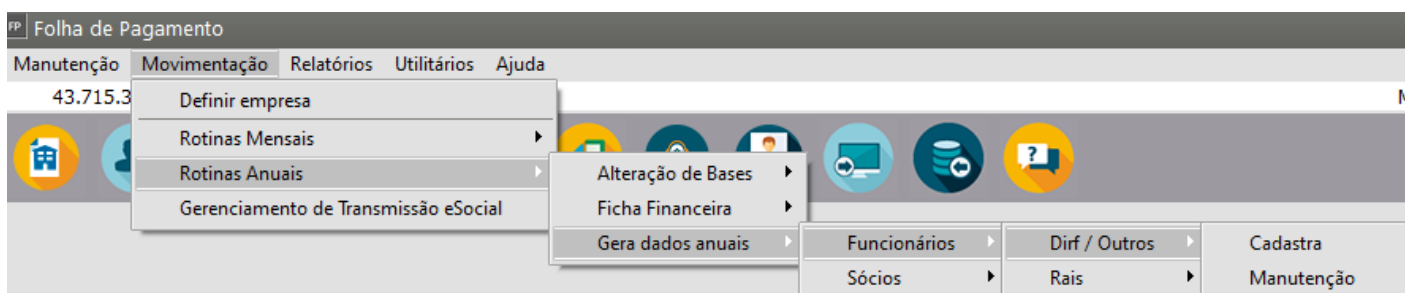 FP Folha de Pagamento
Manutenção Movimentação Relatórios Utilitários Ajuda
43.715.3
Definir empresa
Rotinas Mensais
Rotinas Anuais Alteração de Bases
Gerenciamento de Transmissão eSocial Ficha Financeira
Gera dados anuais Funcionários Dirf / Outros Cadastra
Sócios Rais Manutenção